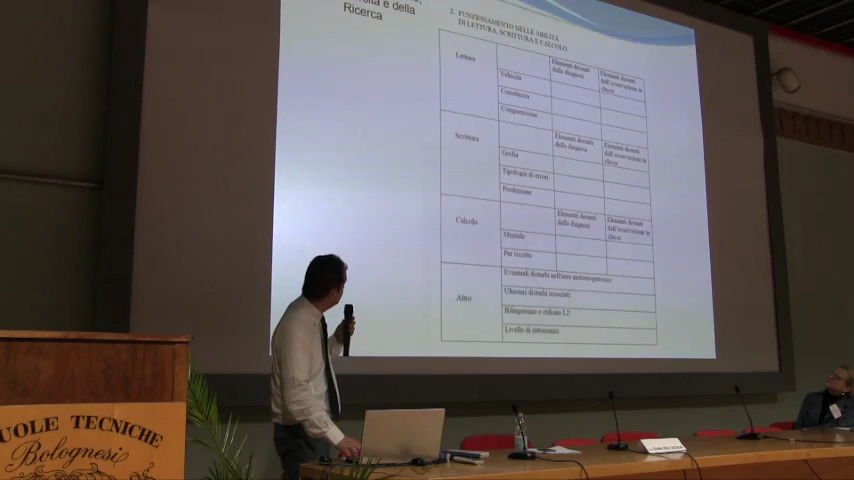 e della
Ricerca
2. FUNZIONAMENTO DELLE ABILITÀ
DI LETTURA, SCRITTURA E CALCOLO
Lettura
Elementi desunti
dalla diagnosi
Elementi desunti
dall'osservazione in
classe
Velocità
Correttezza
Comprensione
Scrittura
Elementi desunti
dalla diagnosi
Elementi desunti
dall'osservazione in
classe
Grafia
Tipologia di errori
Produzione
Calcolo
Elementi desunti
dalla diagnosi
Elementi desunti
dall'osservazione in
classe
Mentale
Per iscritto
Altro
Eventuali disturbi nell'area motorio-prassica
Ulteriori disturbi associati:
Bilinguismo o italiano L2:
Livello di autonomia:
UOLE TECNICHE
Bolognesi